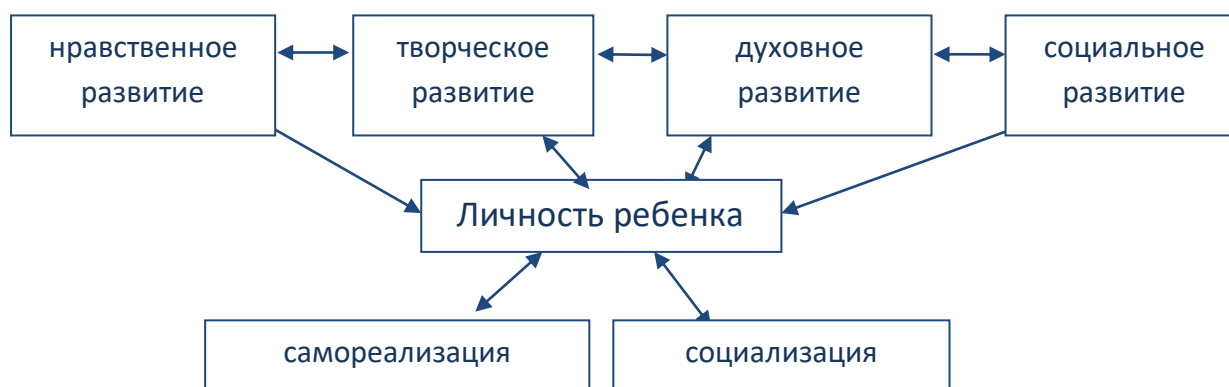 нравственное
развитие
творческое
развитие
духовное
развитие
социальное
развитие
Личность ребенка
самореализация
социализация